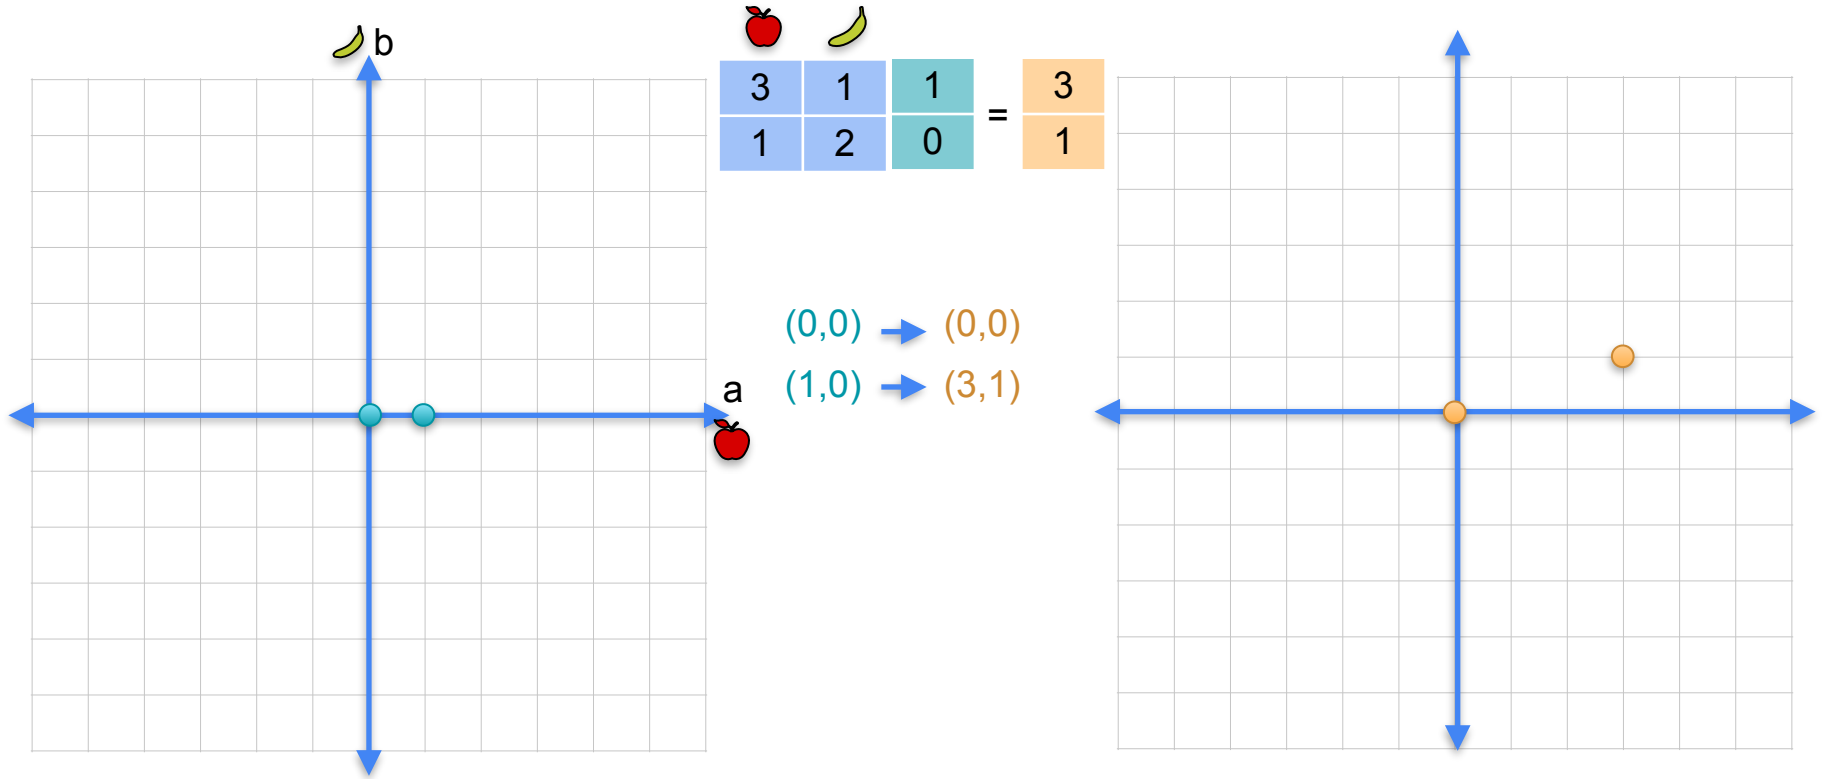 b
3 1 1 = 3
1 2 0 1
(0,0) (0,0)
(1,0) (3,1)
a